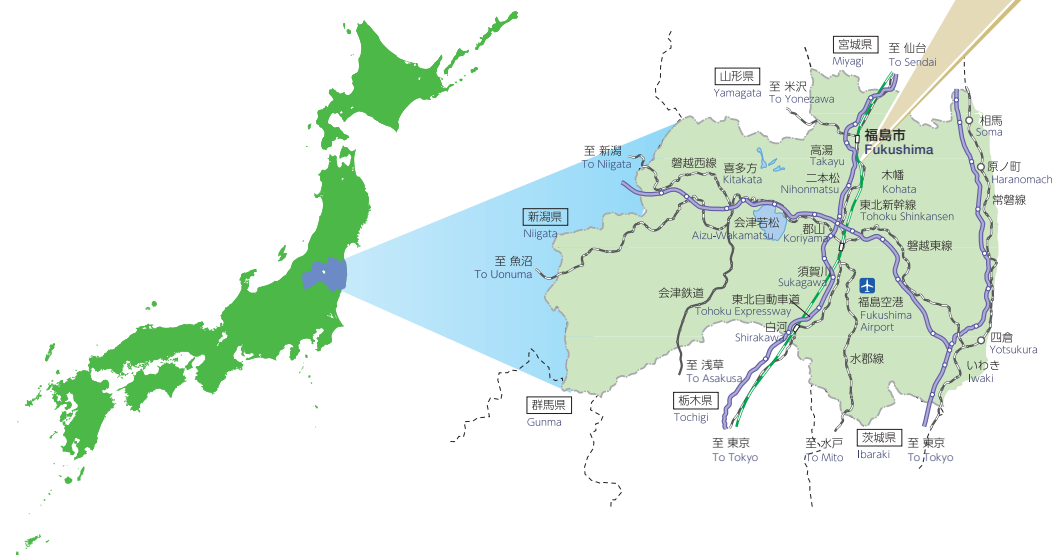 宮城県
Miyagi
至 仙台
To Sendai
山形県
Yamagata
至 米沢
To Yonezawa
相馬
Soma
福島市
Fukushima
高湯
Takayu
至 新潟
To Niigata
磐越西線
喜多方
Kitakata
二本松
Nihonmatsu
木幡
Kohata
原ノ町
Haranomach
常磐線
東北新幹線
Tohoku Shinkansen
新潟県
Niigata
会津若松
Aizu-Wakamatsu
郡山
Koriyama
磐越東線
至 魚沼
To Uonuma
須賀川
Sukagawa
会津鉄道
東北自動車道
Tohoku Expressway
福島空港
Fukushima
Airport
白河
Shirakawa
四倉
Yotsukura
水郡線
いわき
Iwaki
至 浅草
To Asakusa
群馬県
Gunma
栃木県
Tochigi
至 東京
To Tokyo
至 水戸
To Mito
茨城県
Ibaraki
至 東京
To Tokyo